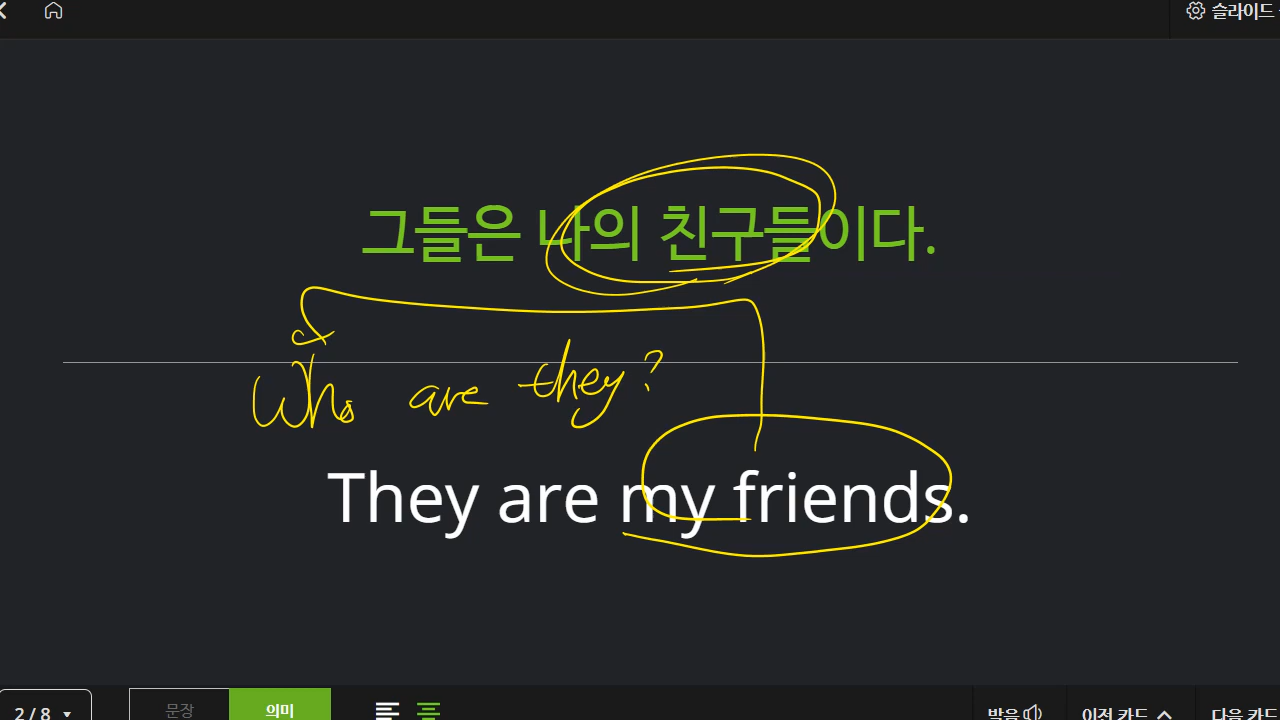 슬라이드
그들은 나의 친구들이다.
Who are they?
They are my friends.
2 / 8
문장
의미
발음
이전 카드
다음 카드